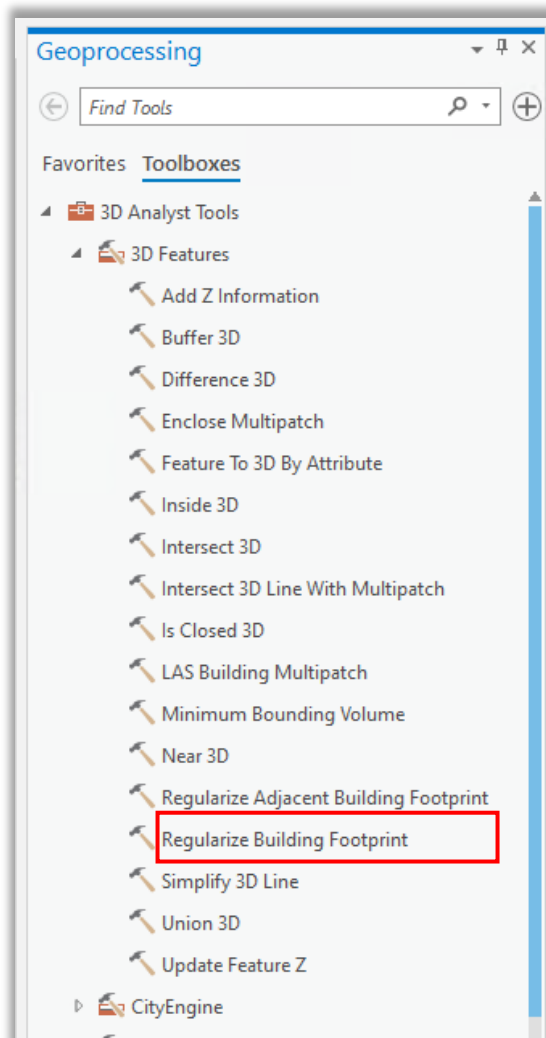 Geoprocessing
Find Tools
Favorites Toolboxes
3D Analyst Tools
3D Features
Add Z Information
Buffer 3D
Difference 3D
Enclose Multipatch
Feature To 3D By Attribute
Inside 3D
Intersect 3D
Intersect 3D Line With Multipatch
Is Closed 3D
LAS Building Multipatch
Minimum Bounding Volume
Near 3D
Regularize Adjacent Building Footprint
Regularize Building Footprint
Simplify 3D Line
Union 3D
Update Feature Z
CityEngine